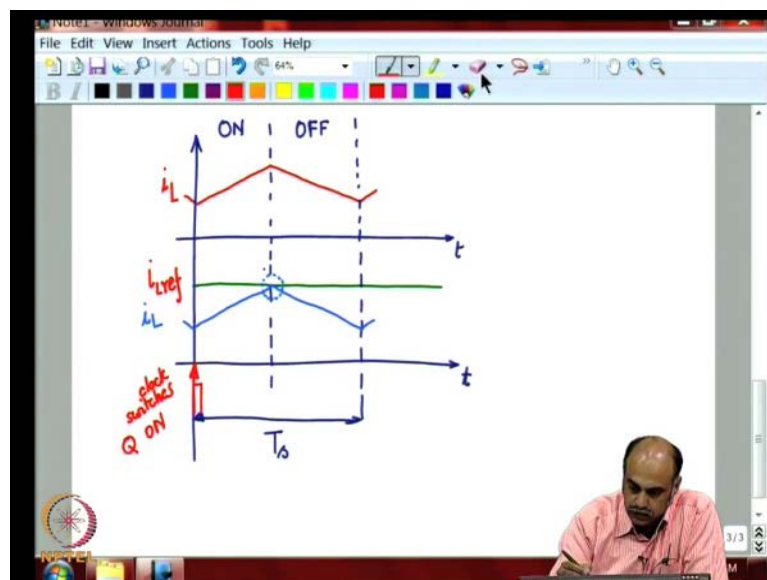 Note1 - Windows Journal
File Edit View Insert Actions Tools Help
64%
B I
ON OFF
iL
t
iLref
iL
t
clock
switches
Q ON
Ts
3/3
NPTEL
M